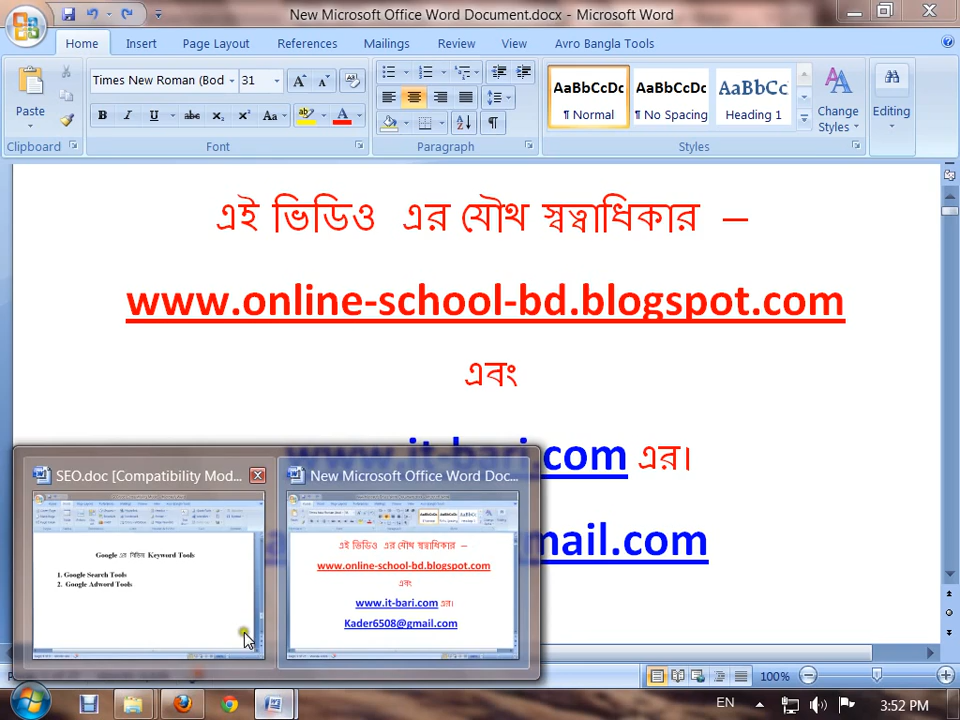 New Microsoft Office Word Document.docx - Microsoft Word
Home Insert Page Layout References Mailings Review View Avro Bangla Tools
Times New Roman (Bod 31
AaBbCcDc AaBbCcDc AaBbCc
Paste
¶ Normal ¶ No Spacing Heading 1
Change Styles
Editing
Clipboard Font Paragraph Styles
এই ভিডিও এর যৌথ স্বত্বাধিকার –
www.online-school-bd.blogspot.com
এবং
www.it-bari.com এর।
mail.com
SEO.doc [Compatibility Mod...
New Microsoft Office Word Doc...
Google এর বিভিন্ন Keyword Tools
1. Google Search Tools
2. Google Adword Tools
এই ভিডিও এর যৌথ স্বত্বাধিকার –
www.online-school-bd.blogspot.com
এবং
www.it-bari.com এর।
Kader6508@gmail.com
100%
EN
3:52 PM